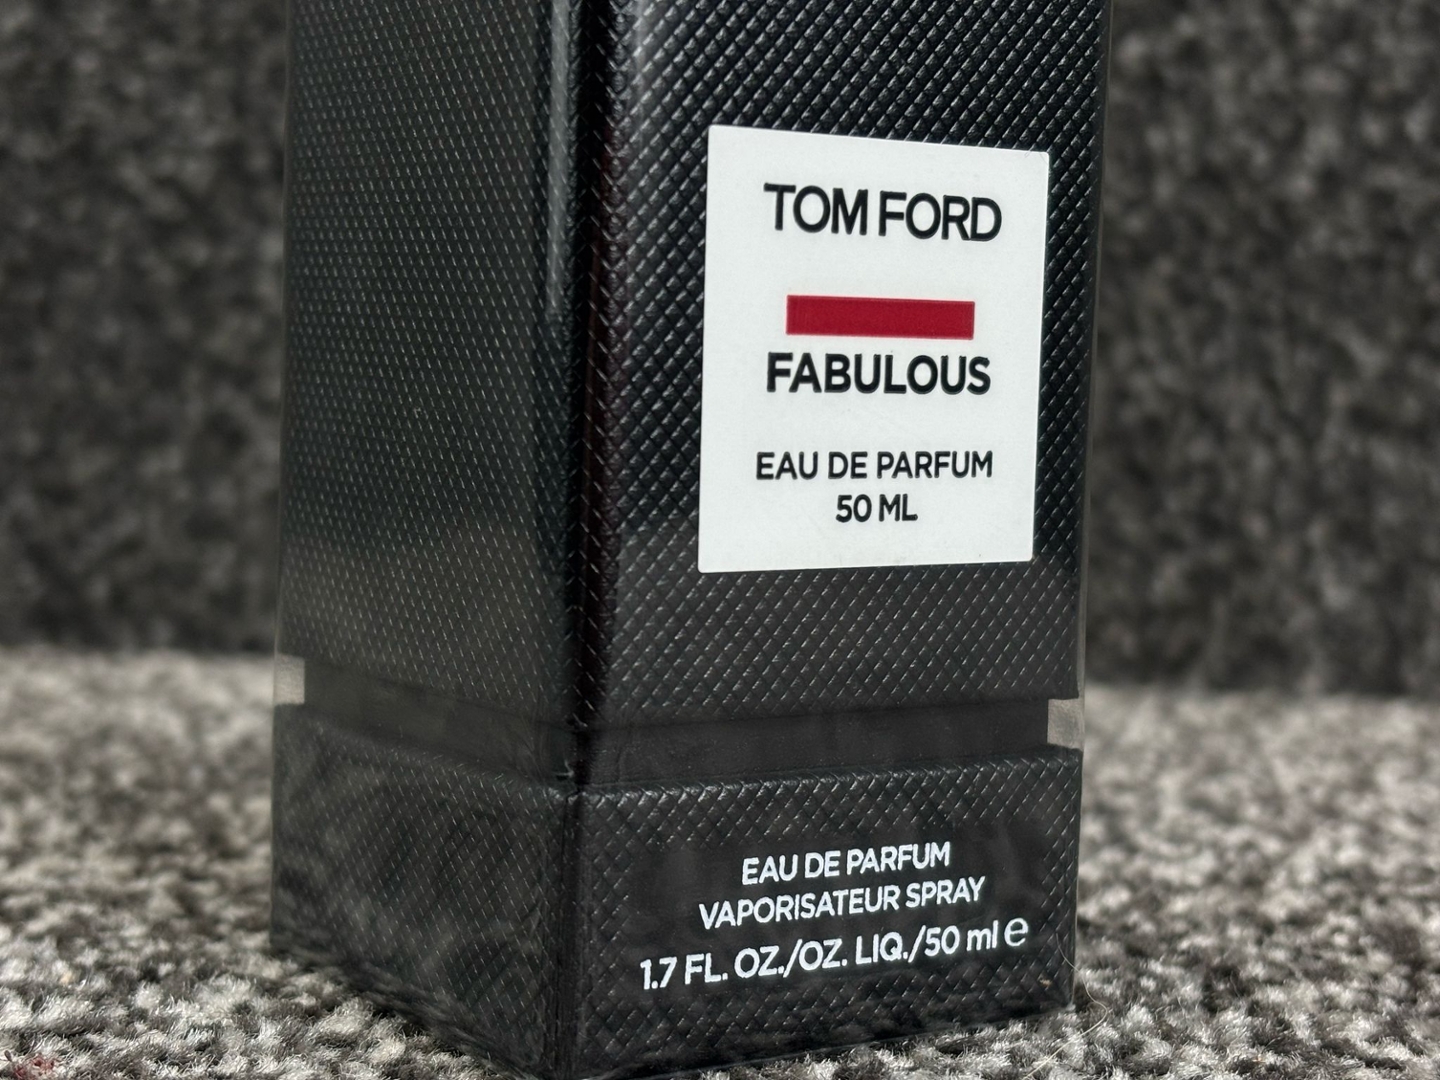 TOM FORD
FABULOUS
EAU DE PARFUM
50 ML
EAU DE PARFUM
VAPORISATEUR SPRAY
1.7 FL. OZ./OZ. LIQ./50 ml ℮